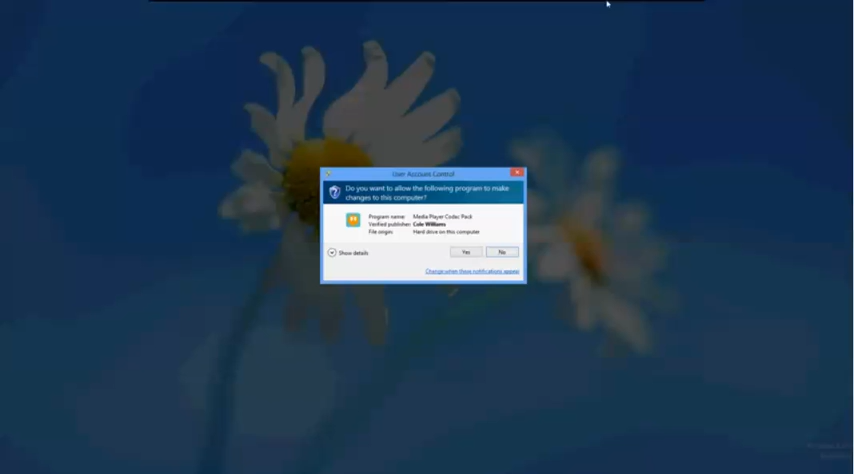 User Account Control
Do you want to allow the following program to make
changes to this computer?
Program name: Media Player Codec Pack
Verified publisher: Cole Williams
File origin: Hard drive on this computer
Show details
Yes
No
Change when these notifications appear